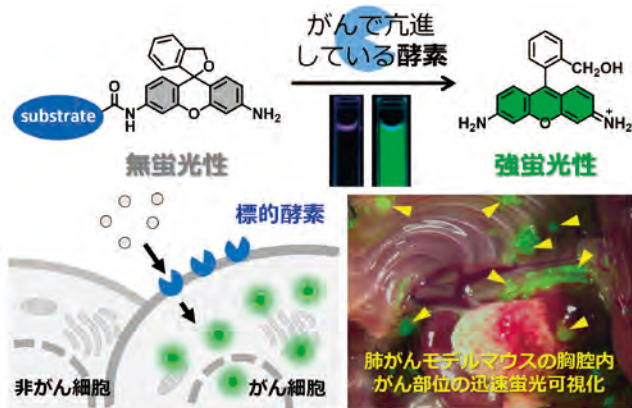 がんで亢進
している酵素
CH₂OH
O
O
substrate
NH
O
NH₂
H₂N
O
NH₂
+
無蛍光性
強蛍光性
標的酵素
非がん細胞
がん細胞
肺がんモデルマウスの胸腔内
がん部位の迅速蛍光可視化